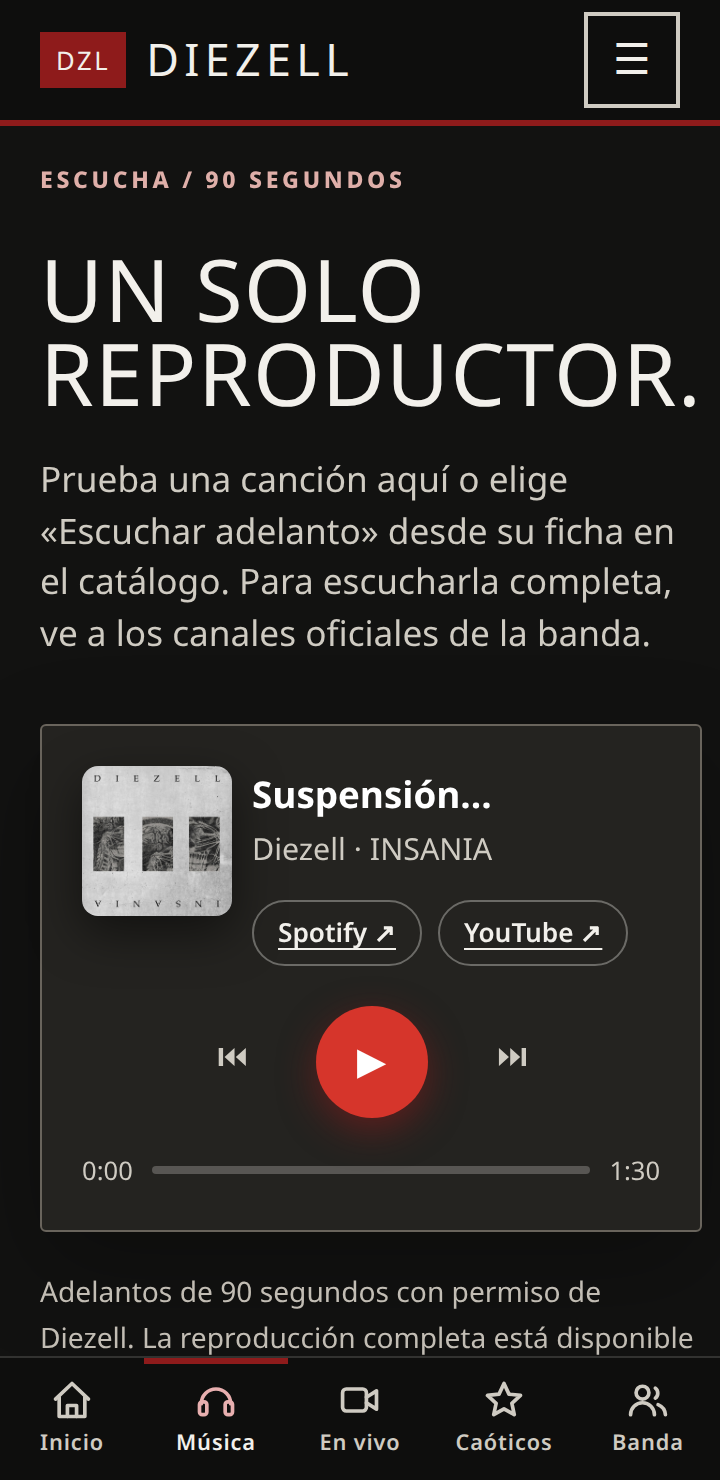 DZL DIEZELL ☰
ESCUCHA / 90 SEGUNDOS
UN SOLO
REPRODUCTOR.
Prueba una canción aquí o elige
«Escuchar adelanto» desde su ficha en
el catálogo. Para escucharla completa,
ve a los canales oficiales de la banda.
DIEZELL
INSANIA
Suspensión...
Diezell · INSANIA
Spotify ↗ YouTube ↗
0:00 1:30
Adelantos de 90 segundos con permiso de
Diezell. La reproducción completa está disponible
Inicio Música En vivo Caóticos Banda